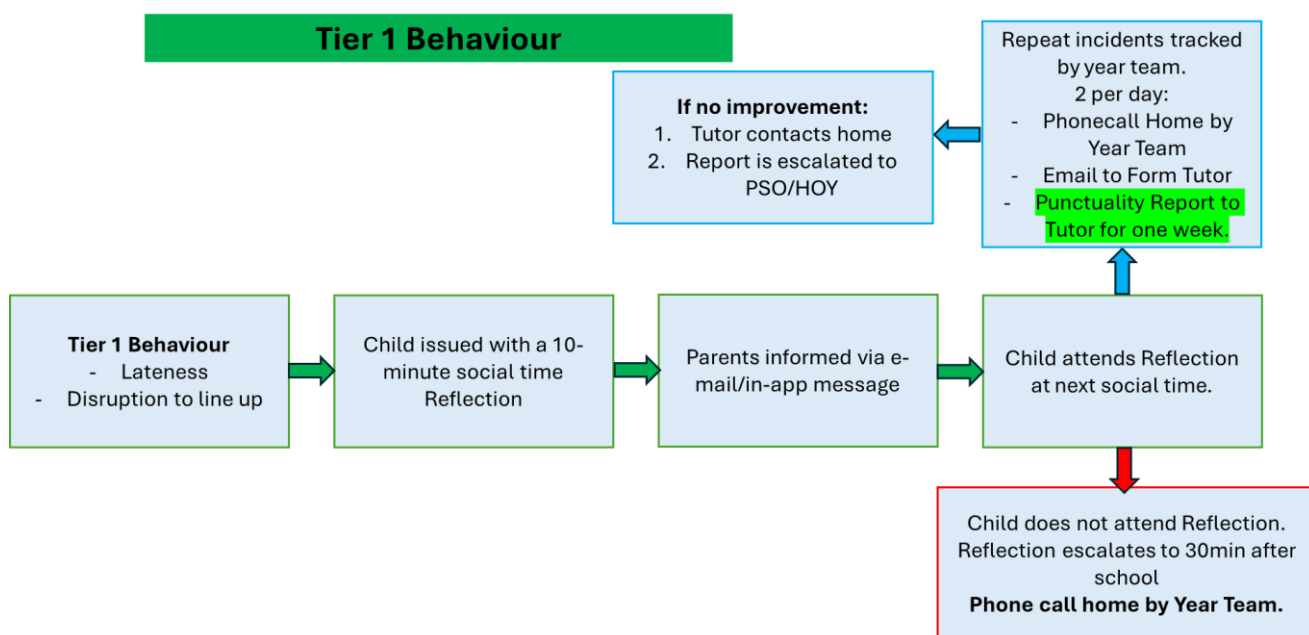 Tier 1 Behaviour
Repeat incidents tracked
by year team.
2 per day:
- Phonecall Home by
Year Team
- Email to Form Tutor
- Punctuality Report to
Tutor for one week.
If no improvement:
1. Tutor contacts home
2. Report is escalated to
PSO/HOY
Tier 1 Behaviour
- Lateness
- Disruption to line up
Child issued with a 10-
minute social time
Reflection
Parents informed via e-
mail/in-app message
Child attends Reflection
at next social time.
Child does not attend Reflection.
Reflection escalates to 30min after
school
Phone call home by Year Team.